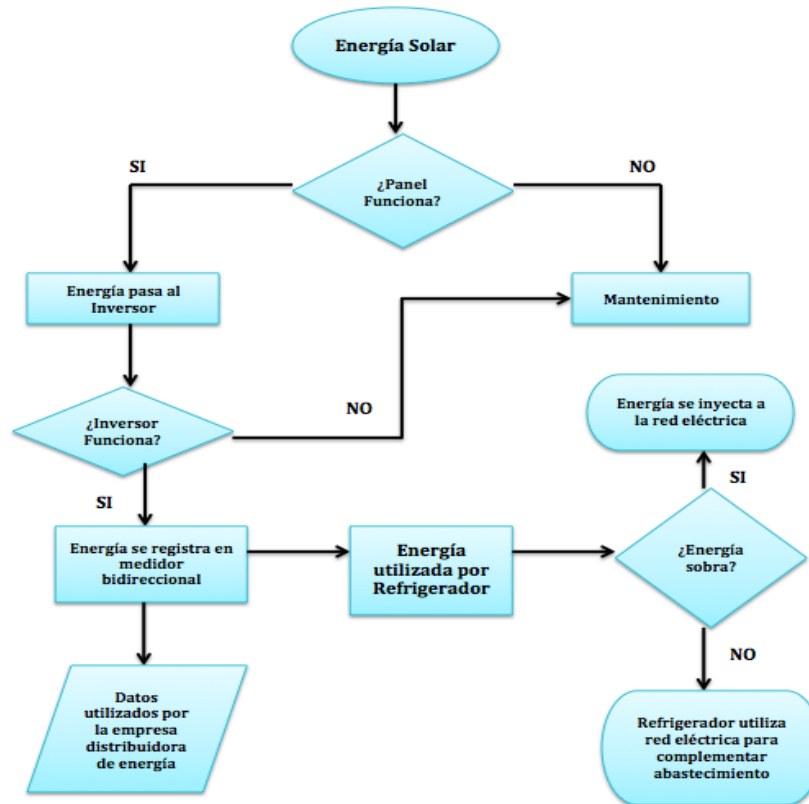 Energía Solar
SI
NO
¿Panel
Funciona?
Energía pasa al
Inversor
Mantenimiento
NO
¿Inversor
Funciona?
Energía se inyecta a
la red eléctrica
SI
SI
Energía se registra en
medidor
bidireccional
Energía
utilizada por
Refrigerador
¿Energía
sobra?
NO
Datos
utilizados por
la empresa
distribuidora
de energía
Refrigerador utiliza
red eléctrica para
complementar
abastecimiento